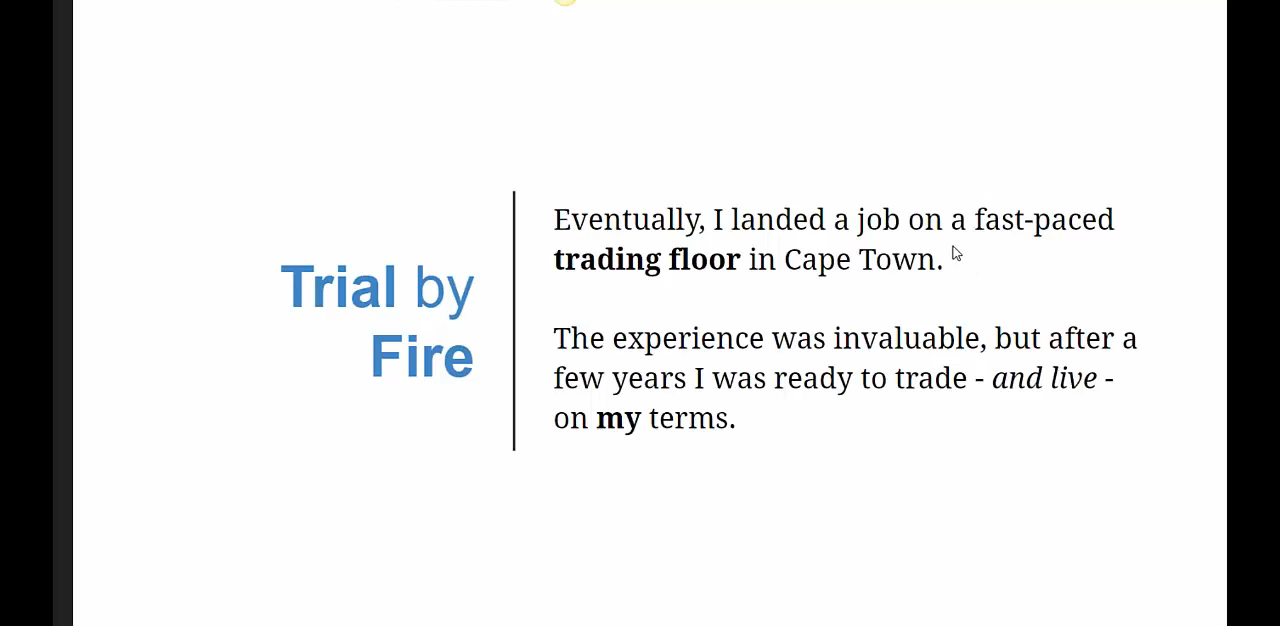 Trial by
Fire
Eventually, I landed a job on a fast-paced
trading floor in Cape Town.
The experience was invaluable, but after a
few years I was ready to trade - and live -
on my terms.